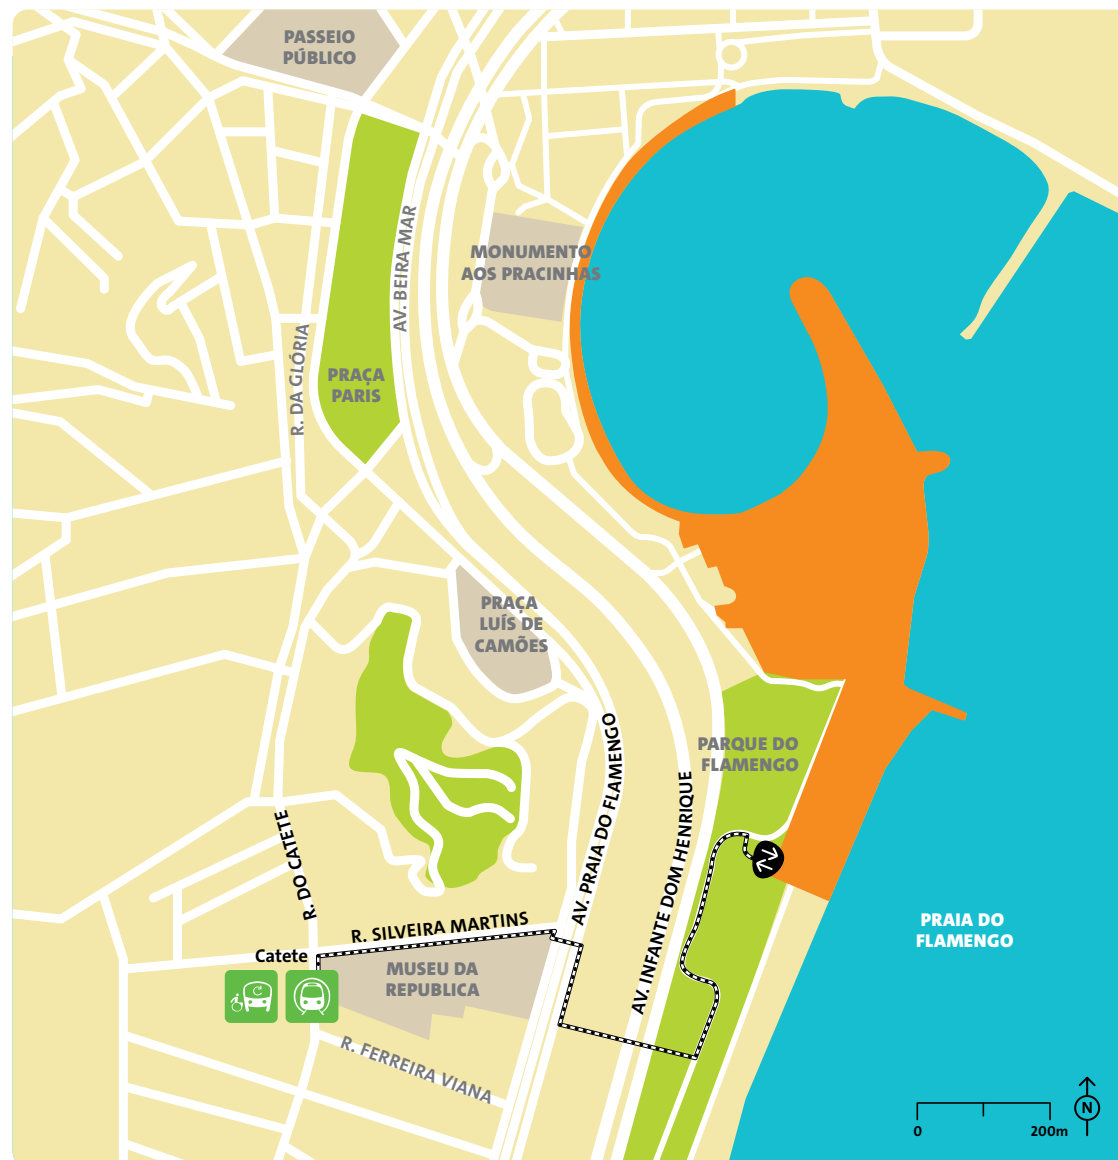 PASSEIO
PÚBLICO
AV. BEIRA MAR
MONUMENTO
AOS PRACINHAS
R. DA GLÓRIA
PRAÇA
PARIS
PRAÇA
LUÍS DE
CAMÕES
AV. PRAIA DO FLAMENGO
PARQUE DO
FLAMENGO
AV. INFANTE DOM HENRIQUE
R. DO CATETE
R. SILVEIRA MARTINS
PRAIA DO
FLAMENGO
Catete
MUSEU DA
REPUBLICA
R. FERREIRA VIANA
N
0
200m